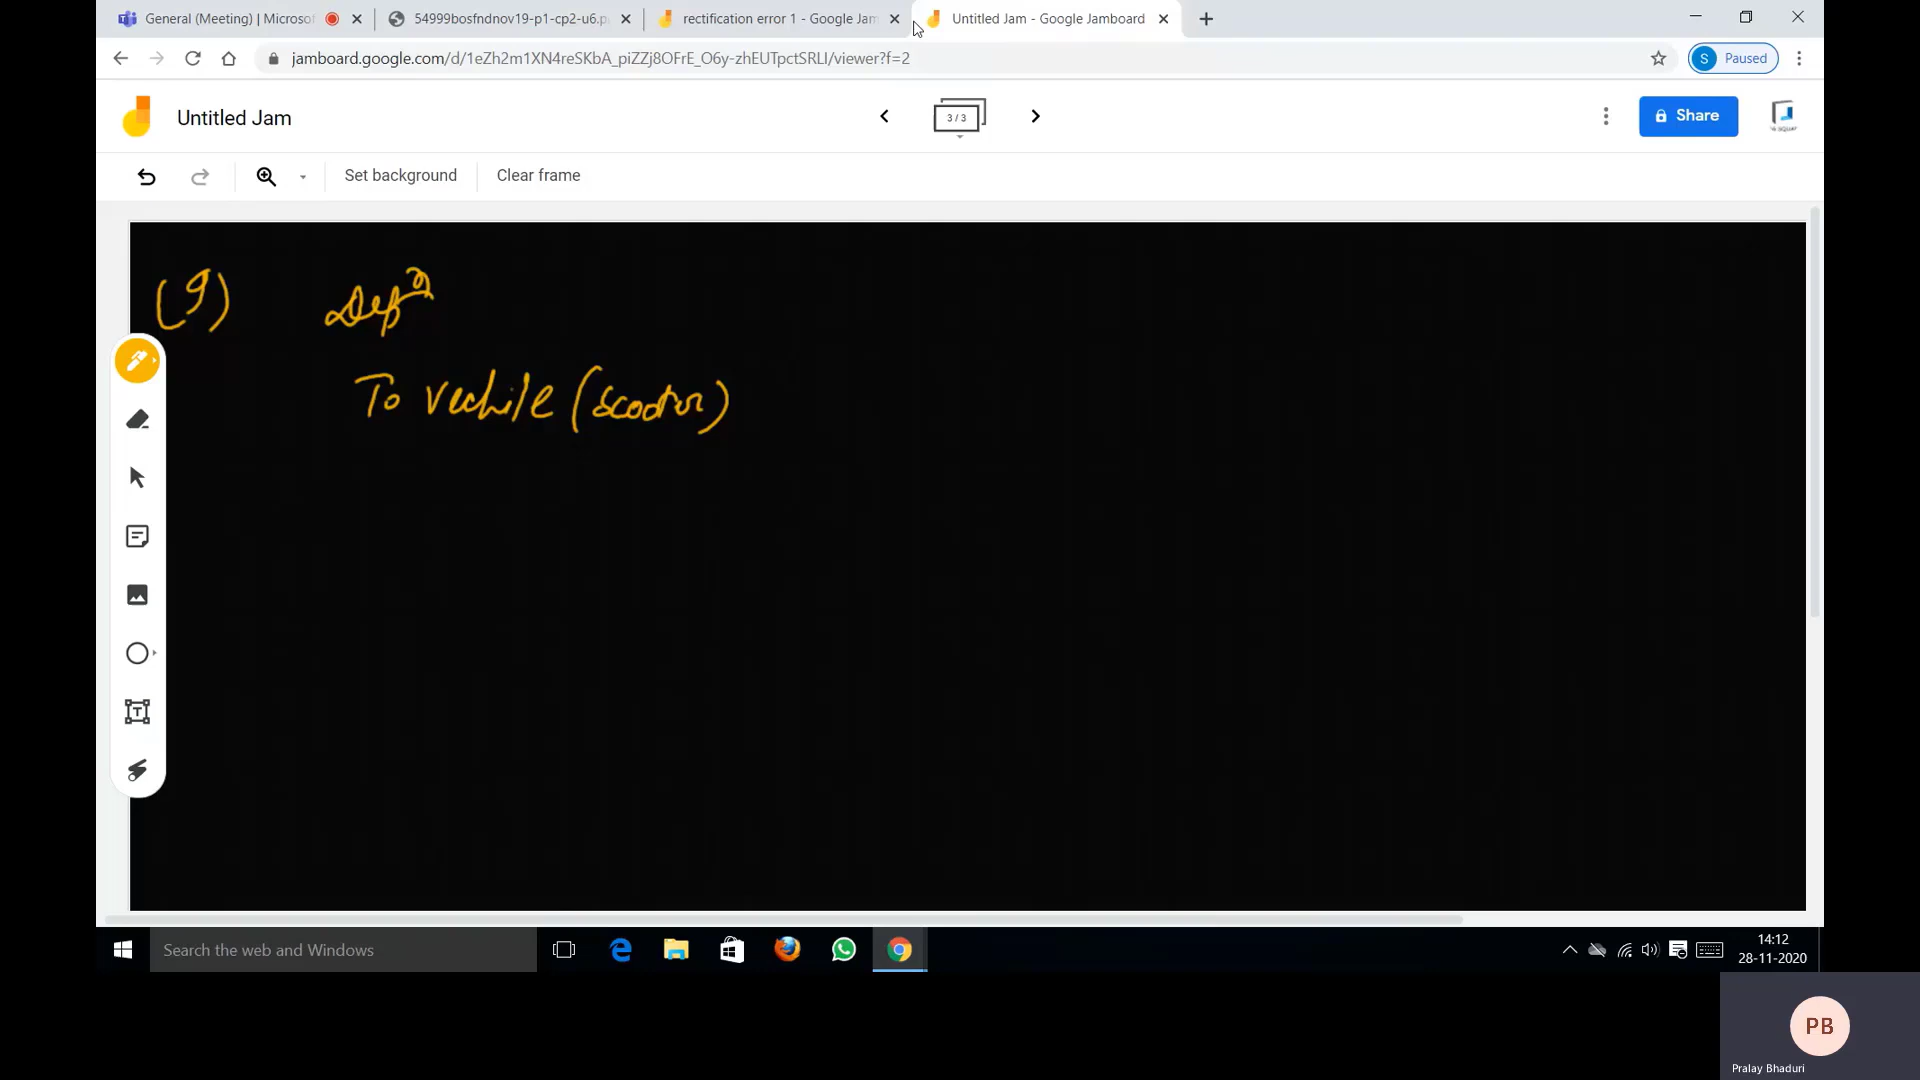 General (Meeting) | Microso
54999bosfndnov19-p1-cp2-u6.p
rectification error 1 - Google Jam
Untitled Jam - Google Jamboard
jamboard.google.com/d/1eZh2m1XN4reSKbA_piZZj8OFrE_O6y-zhEUTpctSRLI/viewer?f=2
S Paused
Untitled Jam
3 / 3
Share
Set background
Clear frame
(9) Depn
To vechile (scooter)
Search the web and Windows
14:12
28-11-2020
PB
Pralay Bhaduri